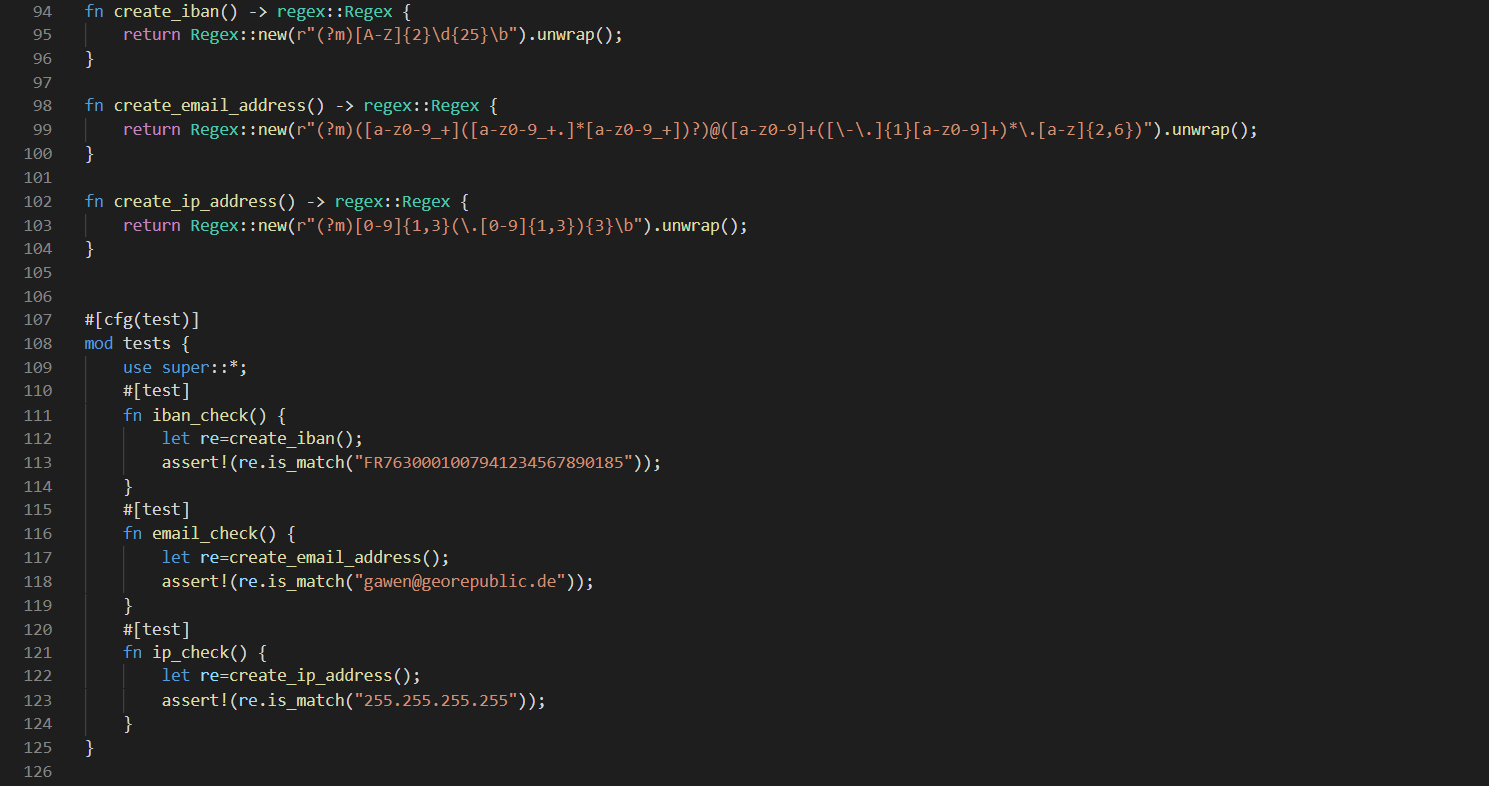 94 fn create_iban() -> regex::Regex {
95     return Regex::new(r"(?m)[A-Z]{2}\d{25}\b").unwrap();
96 }
97
98 fn create_email_address() -> regex::Regex {
99     return Regex::new(r"(?m)([a-z0-9_+]([a-z0-9_+.]*[a-z0-9_+])?)@([a-z0-9]+([\-\.]{1}[a-z0-9]+)*\.[a-z]{2,6})").unwrap();
100 }
101
102 fn create_ip_address() -> regex::Regex {
103     return Regex::new(r"(?m)[0-9]{1,3}(\.[0-9]{1,3}){3}\b").unwrap();
104 }
105
106
107 #[cfg(test)]
108 mod tests {
109     use super::*;
110     #[test]
111     fn iban_check() {
112         let re=create_iban();
113         assert!(re.is_match("FR7630001007941234567890185"));
114     }
115     #[test]
116     fn email_check() {
117         let re=create_email_address();
118         assert!(re.is_match("gawen@georepublic.de"));
119     }
120     #[test]
121     fn ip_check() {
122         let re=create_ip_address();
123         assert!(re.is_match("255.255.255.255"));
124     }
125 }
126